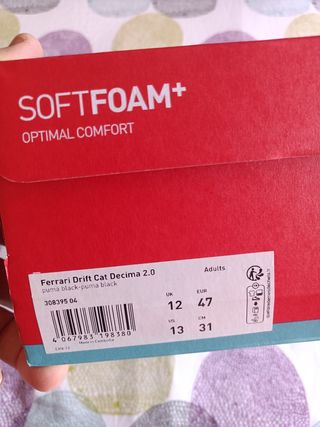 SOFTFOAM+
OPTIMAL COMFORT
Ferrari Drift Cat Decima 2.0
puma black-puma black
Adults
308395 04
UK EUR
12 47
US CM
13 31
4 067983 198380
Made in Cambodia